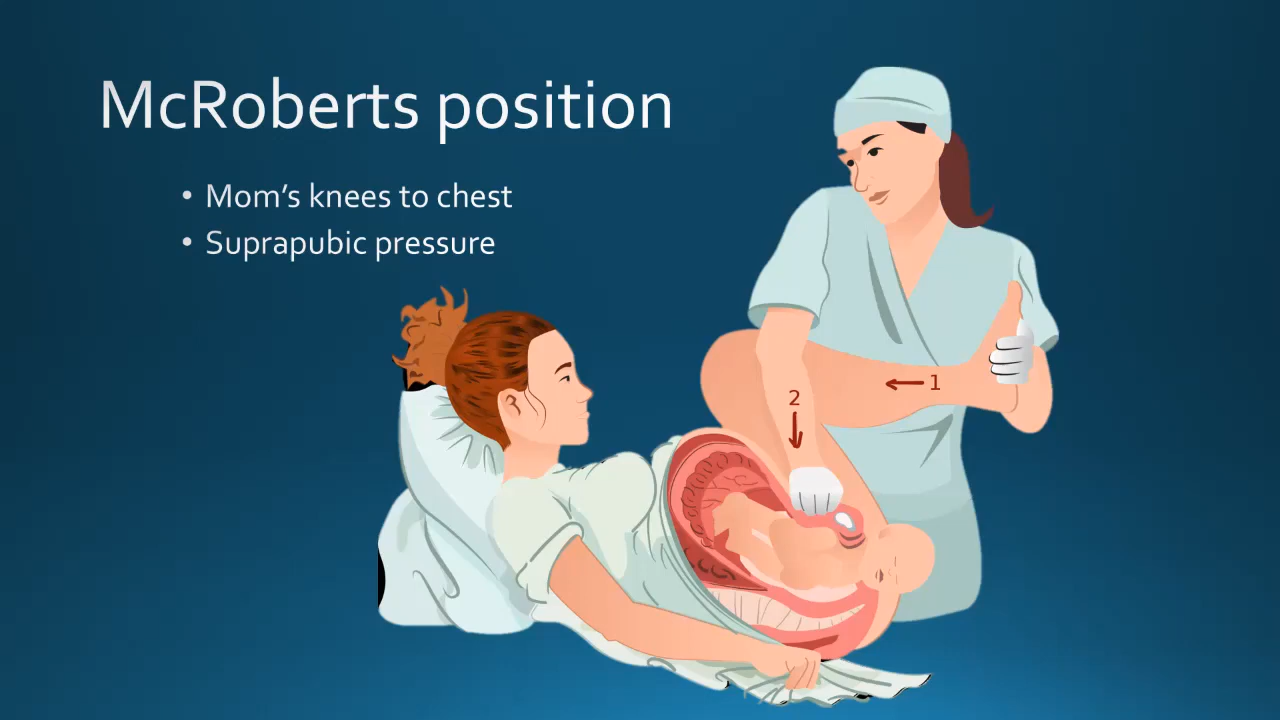 McRoberts position
• Mom’s knees to chest
• Suprapubic pressure
1
2